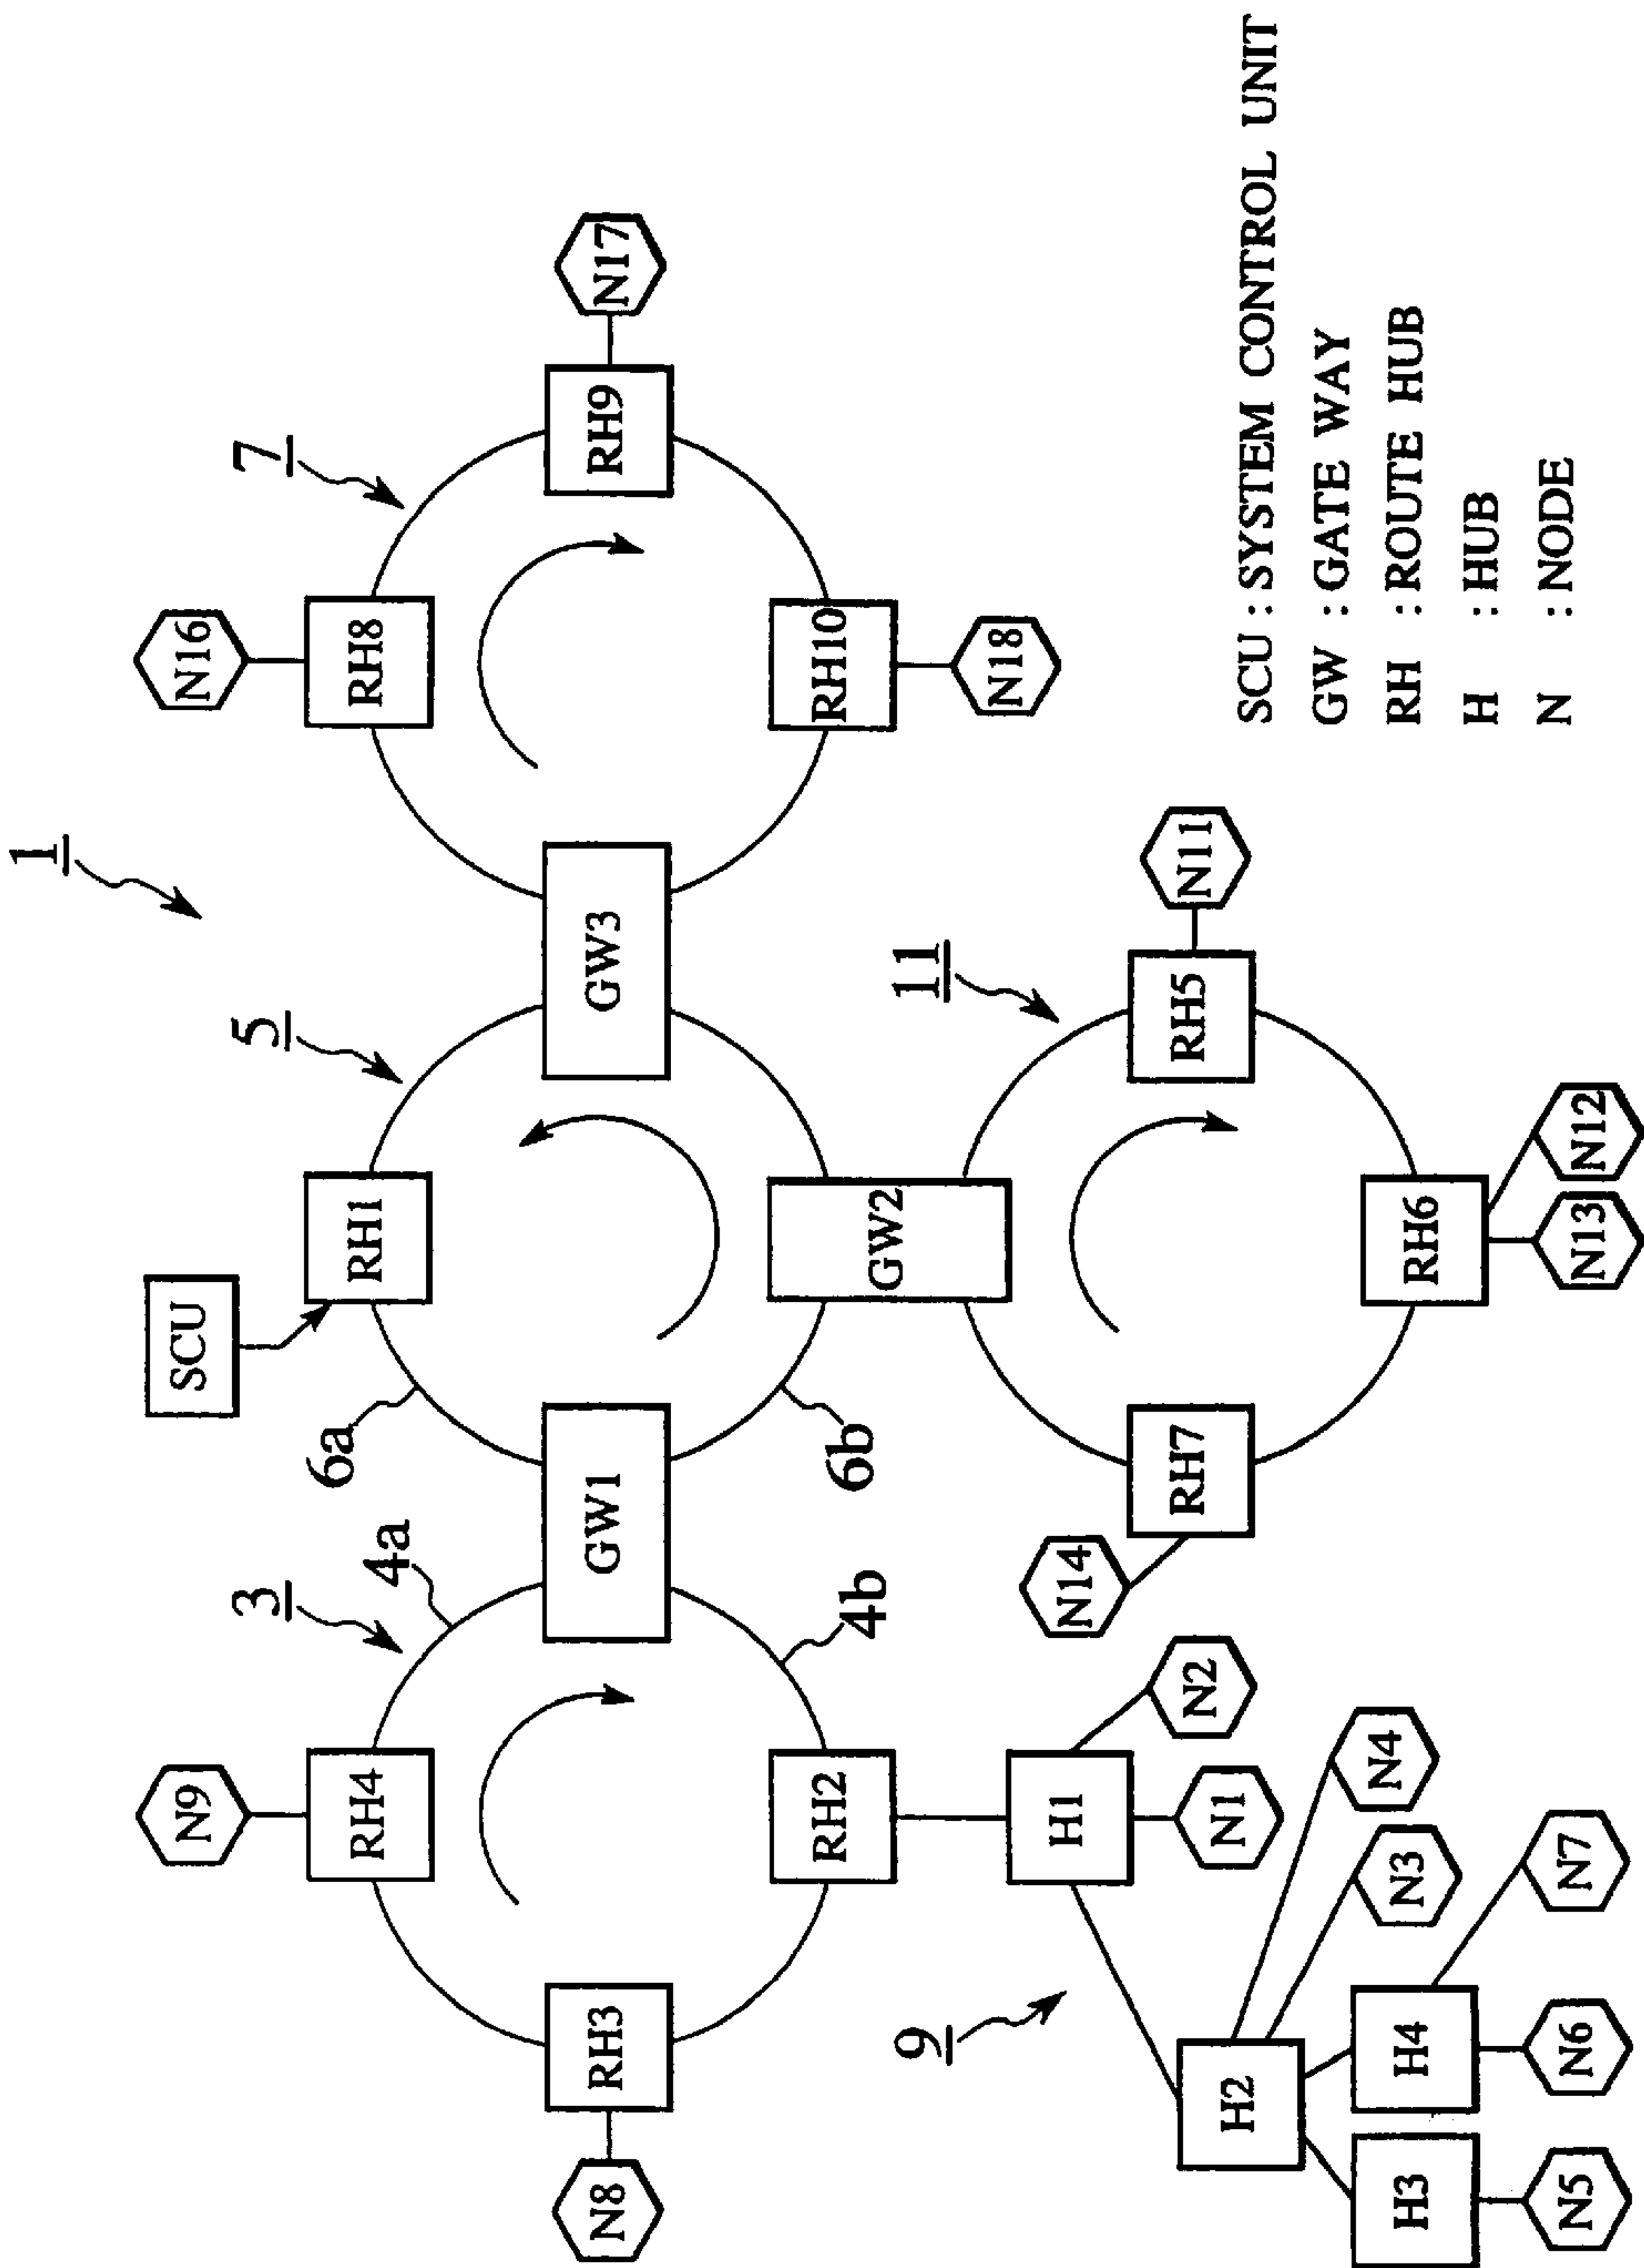 1
3
5
7
N9
SCU
N16
4a
6a
RH4
RH1
RH8
N8
RH3
GW1
GW3
RH9
N17
RH2
4b
6b
GW2
RH10
9
11
N18
H1
N2
N14
N1
H2
RH7
RH5
N11
N4
N3
H3
H4
RH6
N5
N6
N7
N13
N12
SCU : SYSTEM CONTROL UNIT
GW : GATE WAY
RH : ROUTE HUB
H : HUB
N : NODE